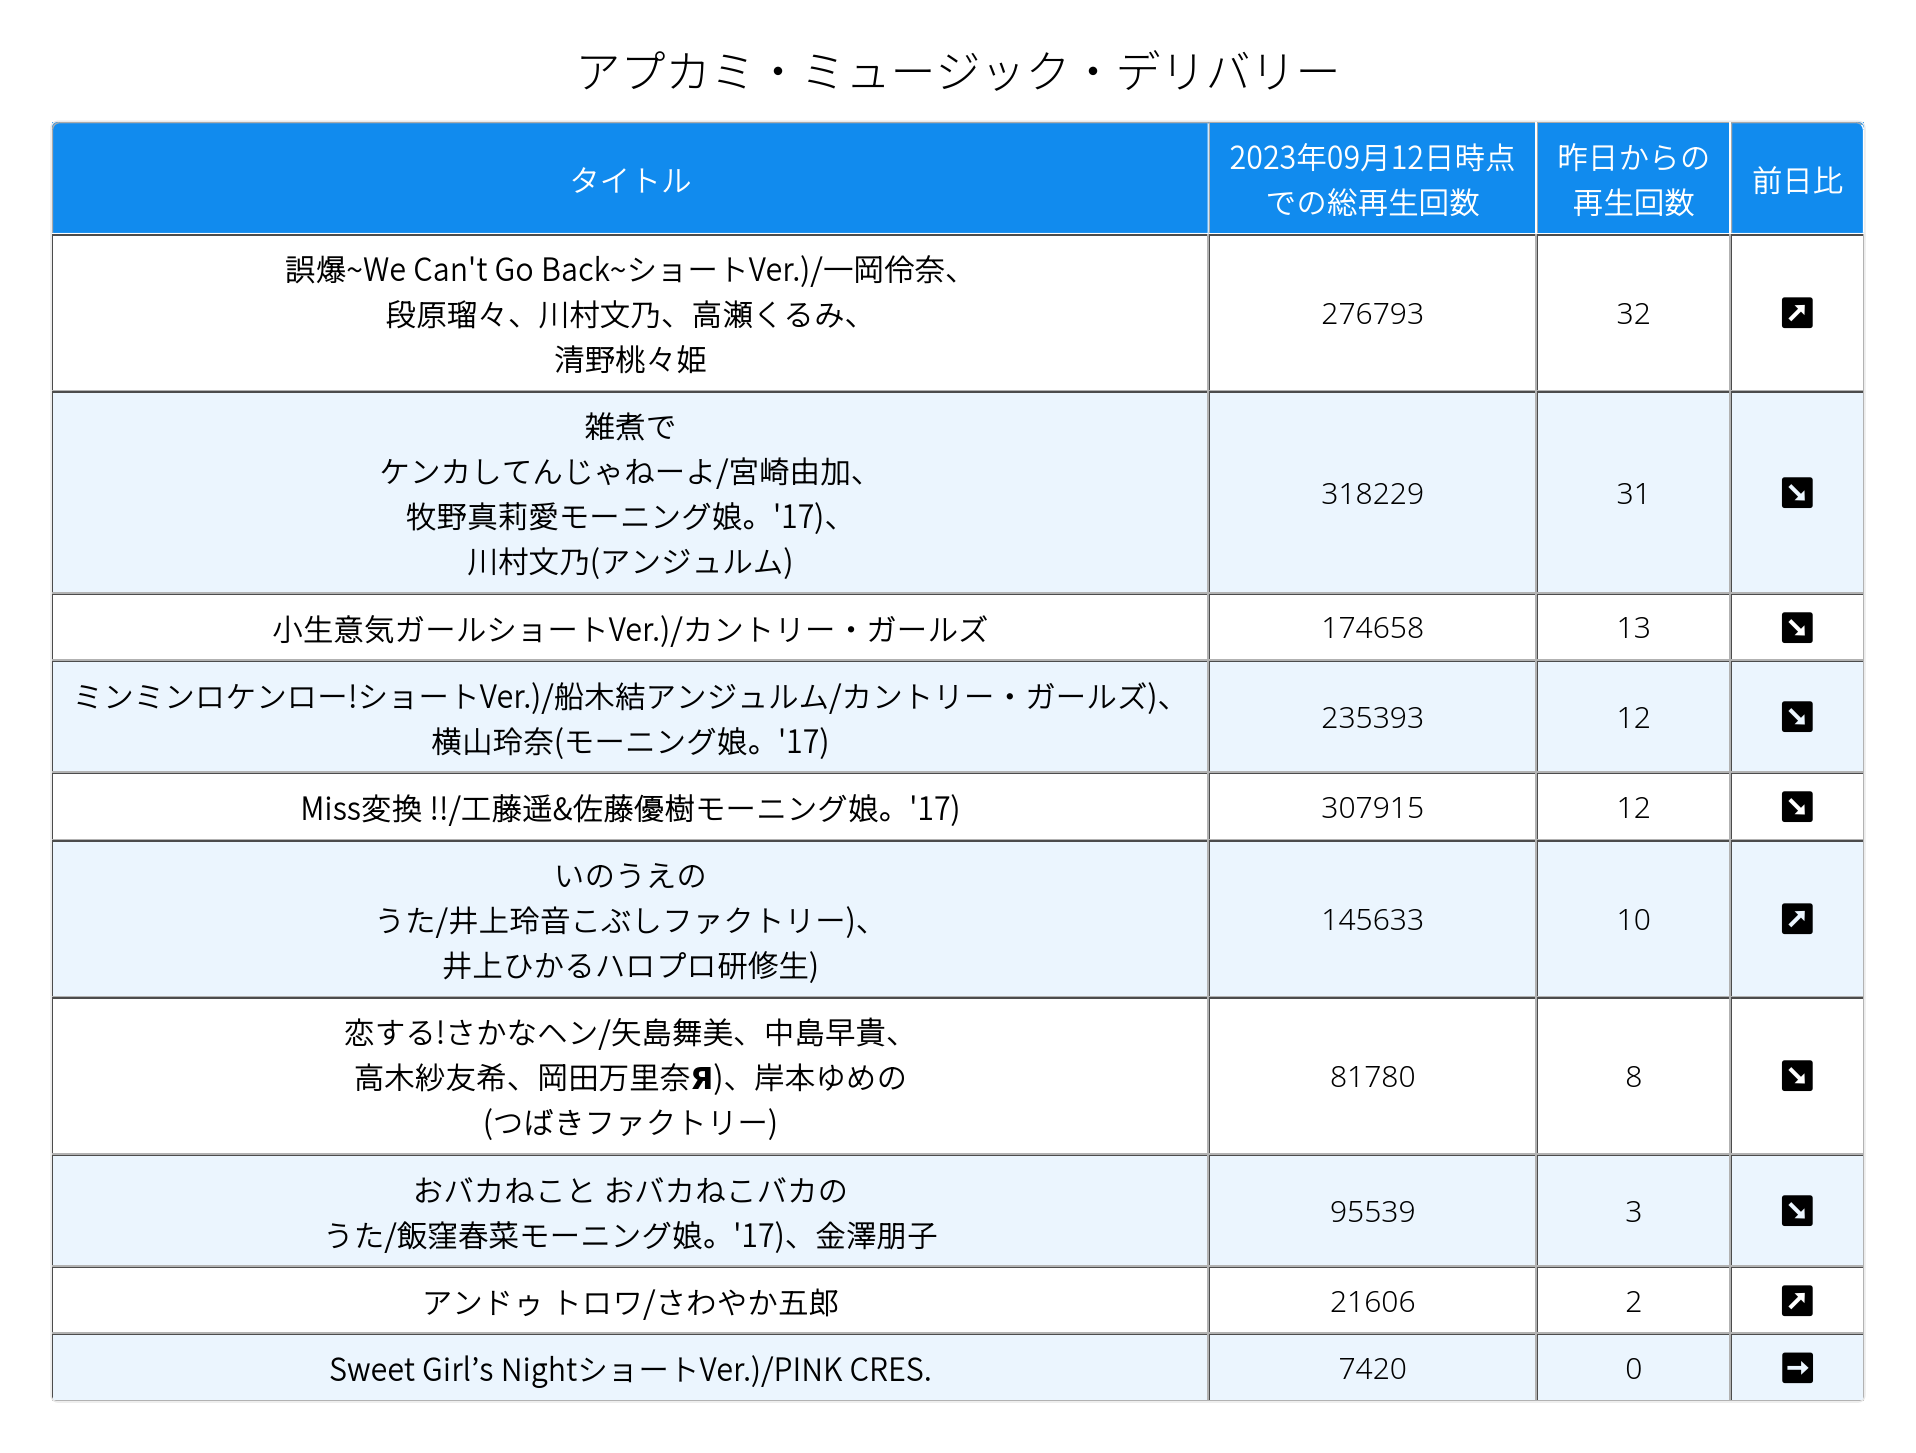 アプカミ・ミュージック・デリバリー
タイトル
2023年09月12日時点
での総再生回数
昨日からの
再生回数
前日比
誤爆~We Can't Go Back~ショートVer.)/一岡伶奈、
段原瑠々、川村文乃、高瀬くるみ、
清野桃々姫
276793
32
雑煮で
ケンカしてんじゃねーよ/宮崎由加、
牧野真莉愛モーニング娘。'17)、
川村文乃(アンジュルム)
318229
31
小生意気ガールショートVer.)/カントリー・ガールズ
174658
13
ミンミンロケンロー!ショートVer.)/船木結アンジュルム/カントリー・ガールズ)、
横山玲奈(モーニング娘。'17)
235393
12
Miss変換 !!/工藤遥&佐藤優樹モーニング娘。'17)
307915
12
いのうえの
うた/井上玲音こぶしファクトリー)、
井上ひかるハロプロ研修生)
145633
10
恋する!さかなヘン/矢島舞美、中島早貴、
高木紗友希、岡田万里奈Я)、岸本ゆめの
(つばきファクトリー)
81780
8
おバカねこと おバカねこバカの
うた/飯窪春菜モーニング娘。'17)、金澤朋子
95539
3
アンドゥ トロワ/さわやか五郎
21606
2
Sweet Girl’s NightショートVer.)/PINK CRES.
7420
0